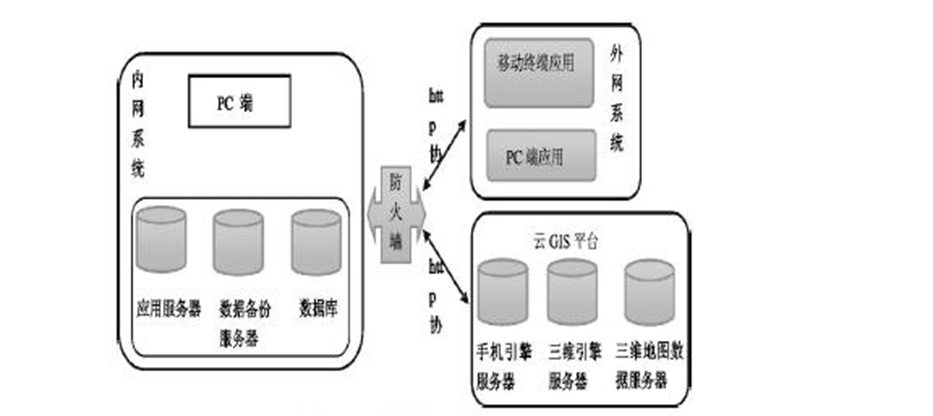 内网系统
PC 端
应用服务器
数据备份
服务器
数据库
防火墙
htt
p
协
htt
p
协
移动终端应用
PC 端应用
外网系统
云 GIS 平台
手机引擎
服务器
三维引擎
服务器
三维地图数
据服务器